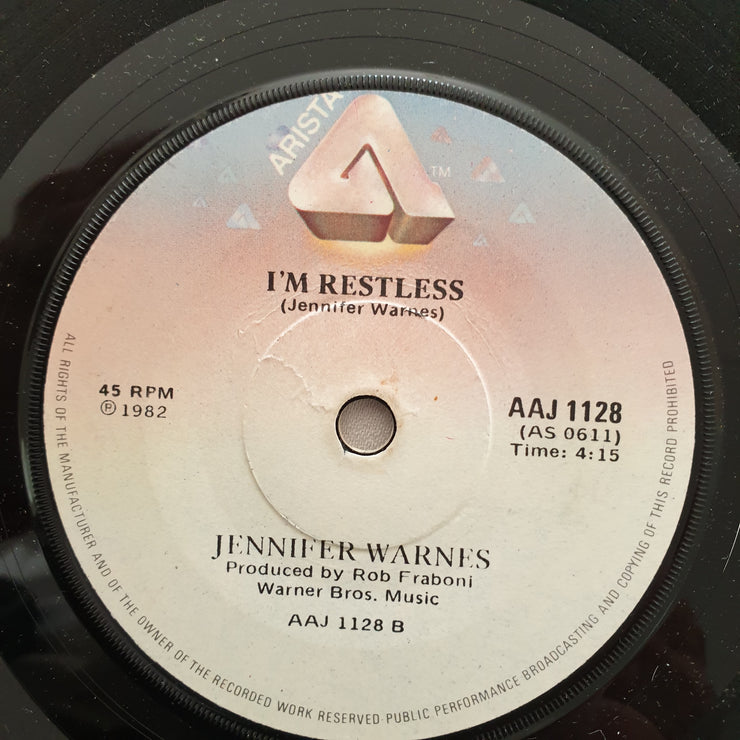 ARISTA
TM
I'M RESTLESS
(Jennifer Warnes)
45 RPM
℗ 1982
AAJ 1128
(AS 0611)
Time: 4:15
JENNIFER WARNES
Produced by Rob Fraboni
Warner Bros. Music
AAJ 1128 B
ALL RIGHTS OF THE MANUFACTURER AND OF THE OWNER OF THE RECORDED WORK RESERVED PUBLIC PERFORMANCE BROADCASTING AND COPYING OF THIS RECORD PROHIBITED